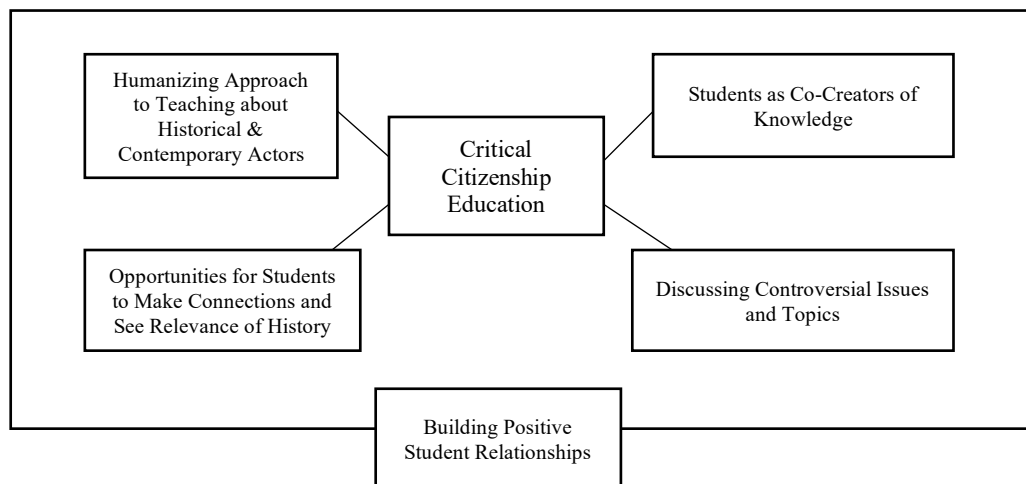 Humanizing Approach
to Teaching about
Historical &
Contemporary Actors
Students as Co-Creators of
Knowledge
Critical
Citizenship
Education
Opportunities for Students
to Make Connections and
See Relevance of History
Discussing Controversial Issues
and Topics
Building Positive
Student Relationships